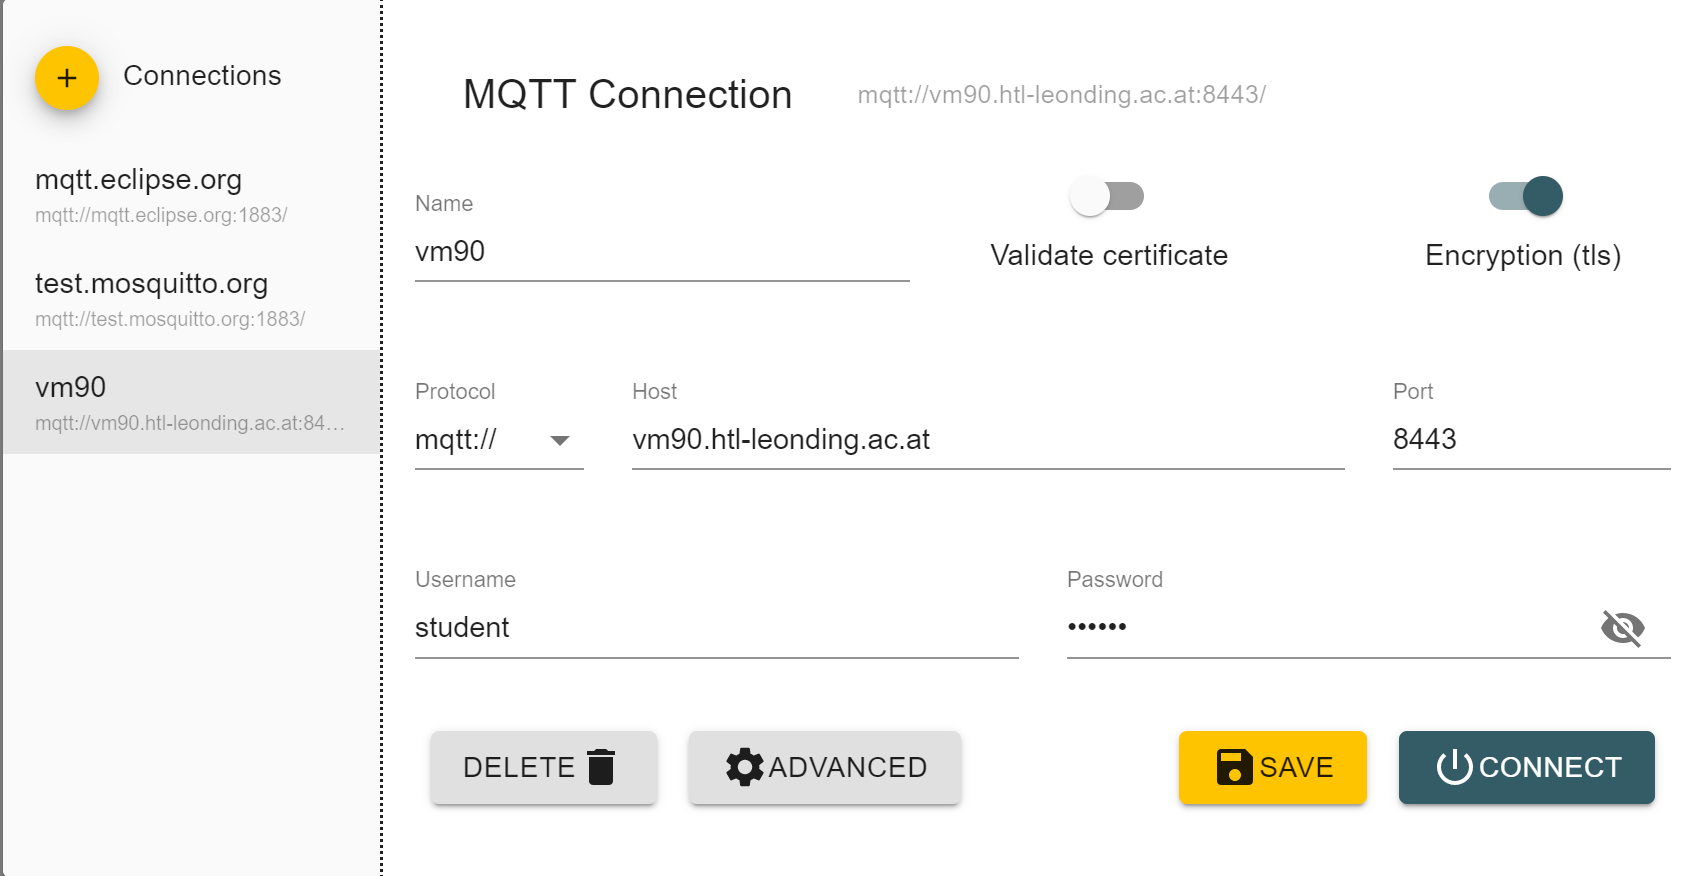 + Connections
mqtt.eclipse.org
mqtt://mqtt.eclipse.org:1883/
test.mosquitto.org
mqtt://test.mosquitto.org:1883/
vm90
mqtt://vm90.htl-leonding.ac.at:84...
MQTT Connection mqtt://vm90.htl-leonding.ac.at:8443/
Name
vm90
Validate certificate
Encryption (tls)
Protocol
mqtt://
Host
vm90.htl-leonding.ac.at
Port
8443
Username
student
Password
••••••
DELETE
ADVANCED
SAVE
CONNECT